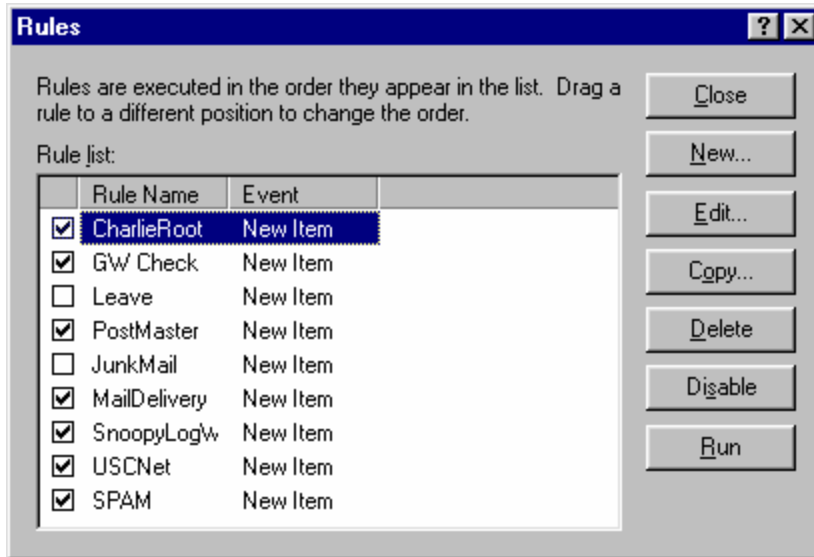 Rules
Rules are executed in the order they appear in the list. Drag a
rule to a different position to change the order.
Rule list:
Rule Name Event
CharlieRoot New Item
GW Check New Item
Leave New Item
PostMaster New Item
JunkMail New Item
MailDelivery New Item
SnoopyLogW New Item
USCNet New Item
SPAM New Item
Close
New...
Edit...
Copy...
Delete
Disable
Run